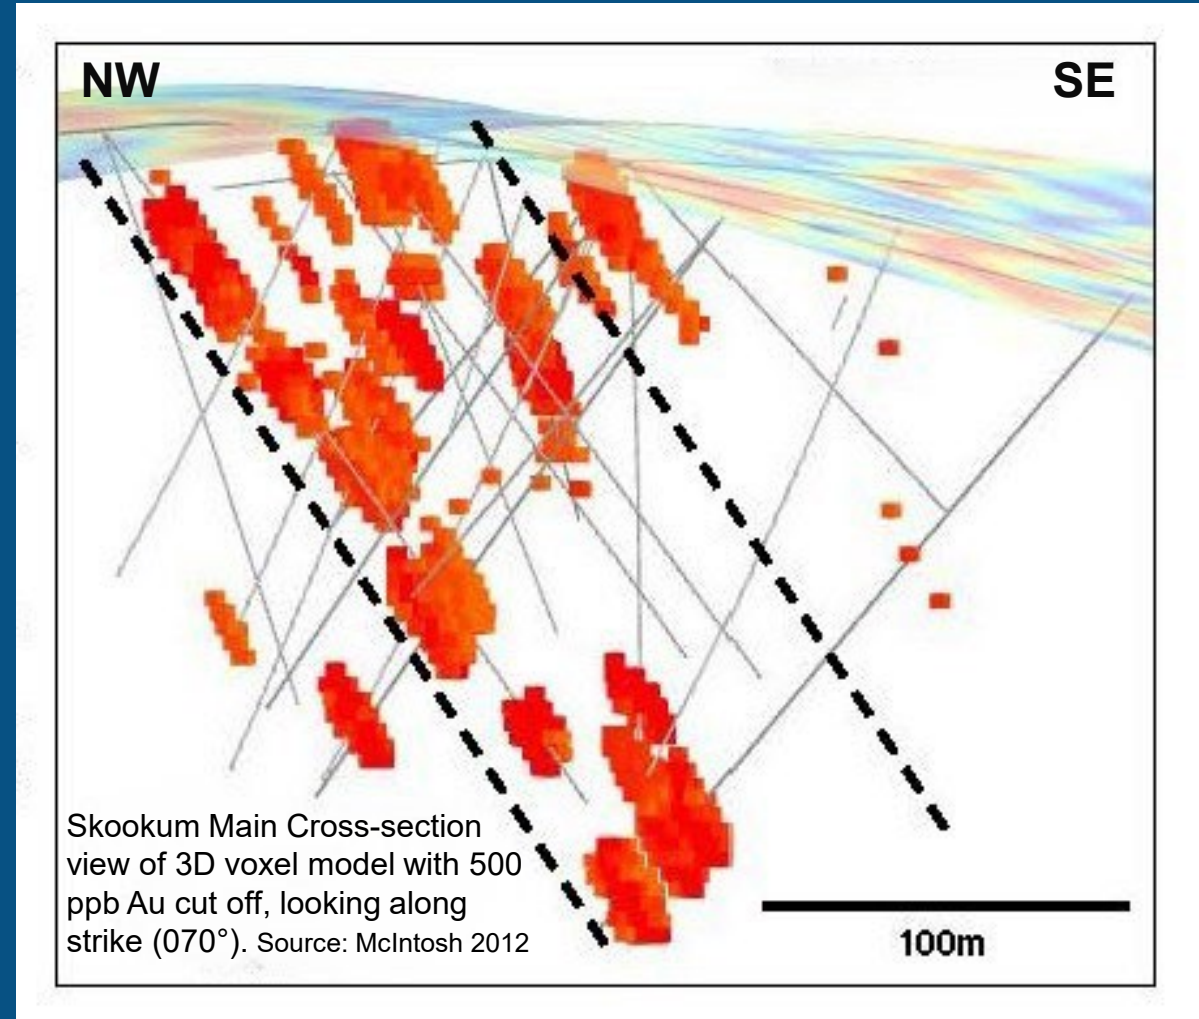 NW
SE
Skookum Main Cross-section
view of 3D voxel model with 500
ppb Au cut off, looking along
strike (070°). Source: McIntosh 2012
100m